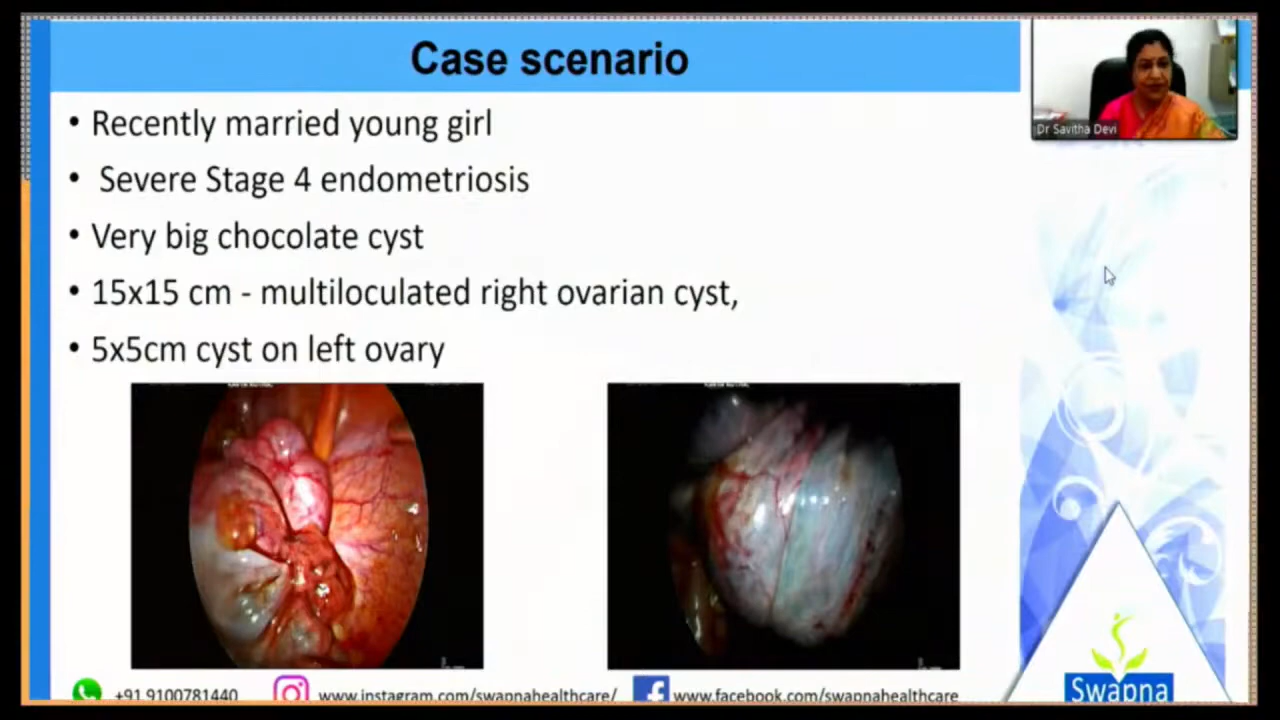 Case scenario
Dr Savitha Devi
• Recently married young girl
• Severe Stage 4 endometriosis
• Very big chocolate cyst
• 15x15 cm - multiloculated right ovarian cyst,
• 5x5cm cyst on left ovary
+91 9100781440 www.instagram.com/swapnahealthcare/ www.facebook.com/swapnahealthcare
Swapna